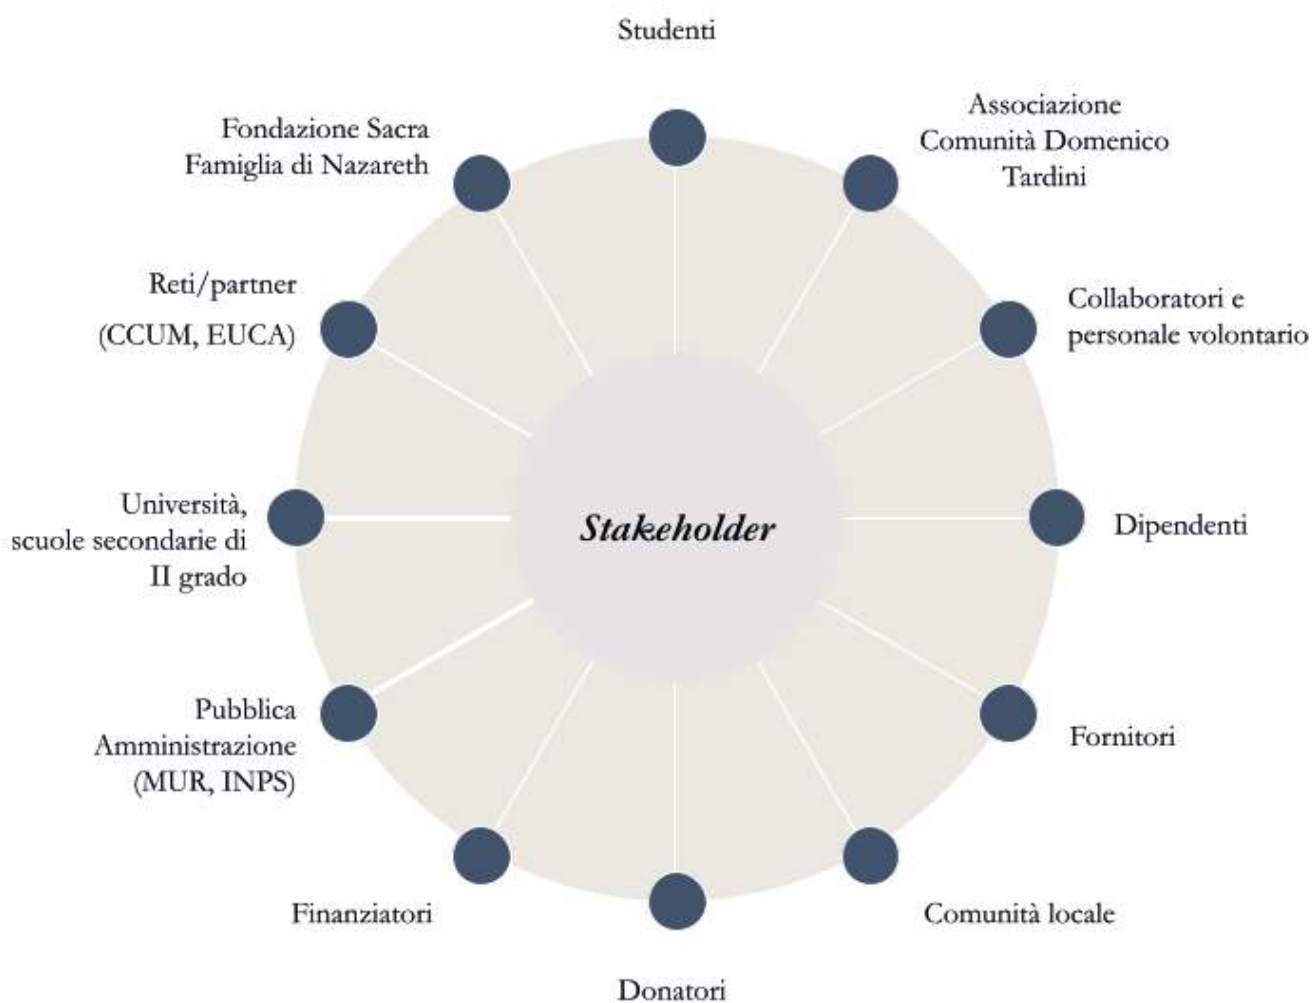 Studenti
Associazione
Comunità Domenico
Tardini
Fondazione Sacra
Famiglia di Nazareth
Reti/partner
(CCUM, EUCA)
Collaboratori e
personale volontario
Università,
scuole secondarie di
II grado
Stakeholder
Dipendenti
Pubblica
Amministrazione
(MUR, INPS)
Fornitori
Finanziatori
Comunità locale
Donatori